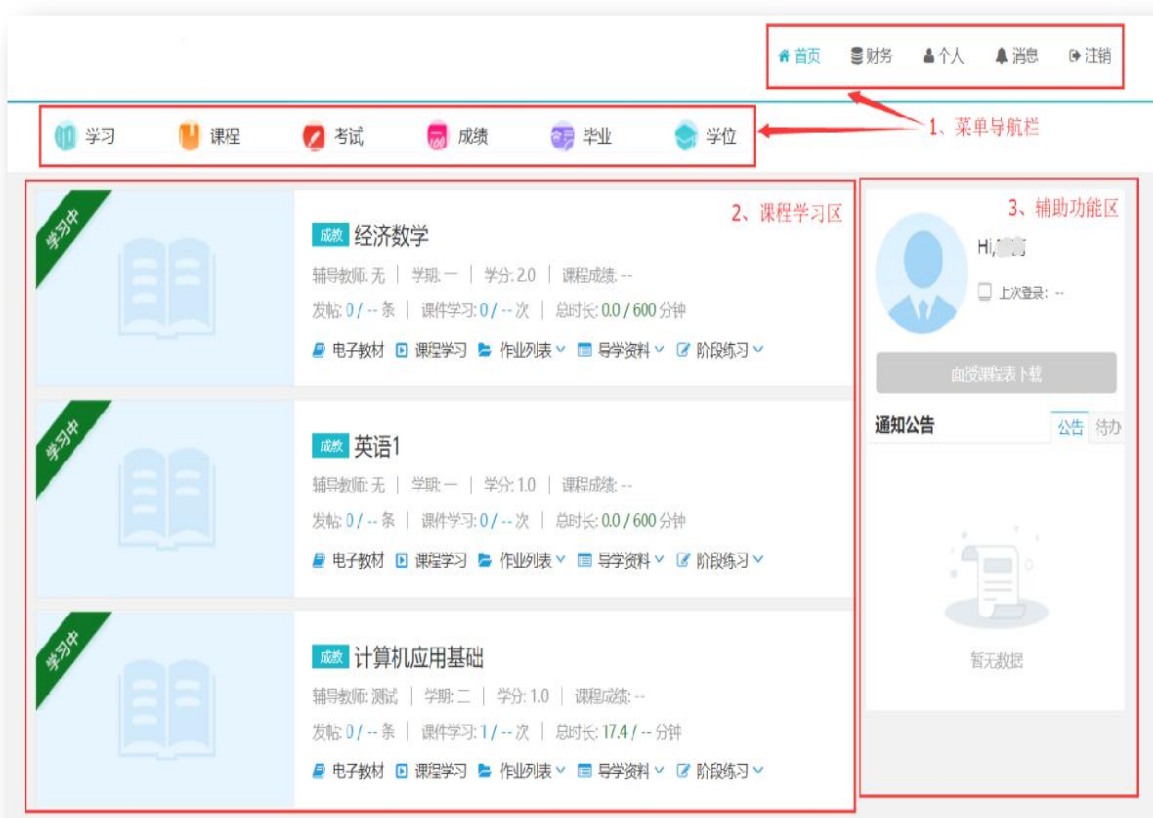 首页 财务 个人 消息 注销
学习 课程 考试 成绩 毕业 学位
1、菜单导航栏
2、课程学习区
学习中
成教 经济数学
辅导教师: 无 | 学期: 一 | 学分: 2.0 | 课程成绩: --
发帖: 0 / -- 条 | 课件学习: 0 / -- 次 | 总时长: 0.0 / 600 分钟
电子教材 课程学习 作业列表 导学资料 阶段练习
学习中
成教 英语1
辅导教师: 无 | 学期: 一 | 学分: 1.0 | 课程成绩: --
发帖: 0 / -- 条 | 课件学习: 0 / -- 次 | 总时长: 0.0 / 600 分钟
电子教材 课程学习 作业列表 导学资料 阶段练习
学习中
成教 计算机应用基础
辅导教师: 测试 | 学期: 二 | 学分: 1.0 | 课程成绩: --
发帖: 0 / -- 条 | 课件学习: 1 / -- 次 | 总时长: 17.4 / -- 分钟
电子教材 课程学习 作业列表 导学资料 阶段练习
3、辅助功能区
Hi,
上次登录: --
面授课程表下载
通知公告 公告 待办
暂无数据